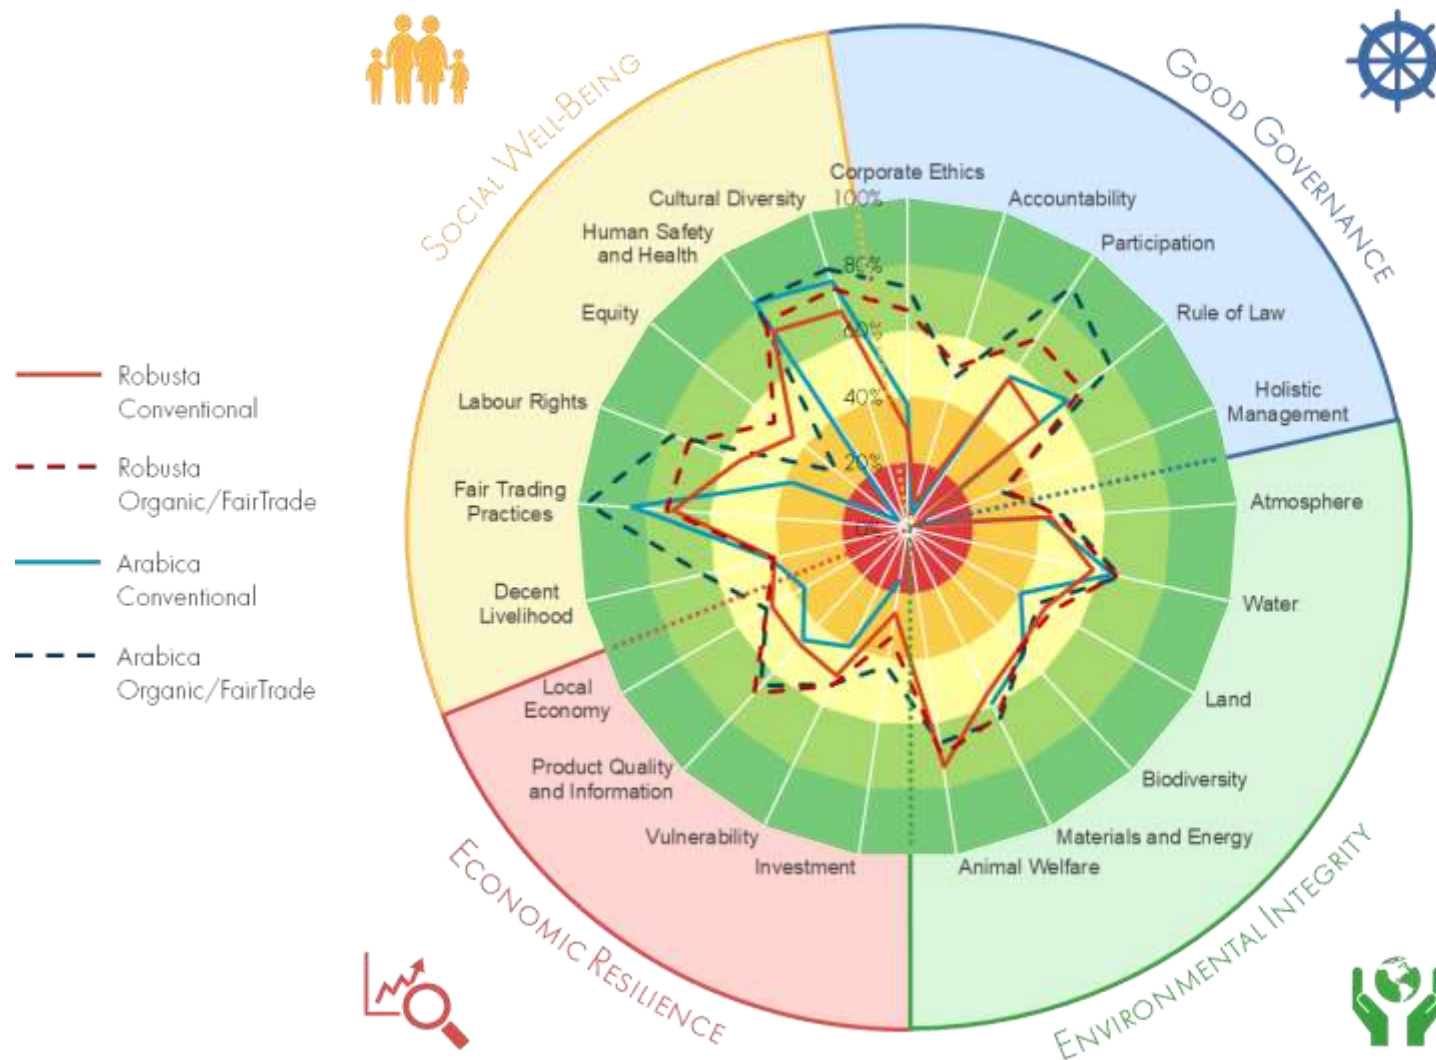 SOCIAL WELL-BEING
GOOD GOVERNANCE
Corporate Ethics
Cultural Diversity
100%
Accountability
Human Safety
and Health
Participation
80%
Equity
Rule of Law
60%
Robusta
Conventional
Labour Rights
40%
Holistic
Management
Robusta
Organic/FairTrade
Fair Trading
Practices
20%
Atmosphere
0%
Arabica
Conventional
Decent
Livelihood
Water
Arabica
Organic/FairTrade
Local
Economy
Land
Product Quality
and Information
Biodiversity
Vulnerability
Materials and Energy
Investment
Animal Welfare
ECONOMIC RESILIENCE
ENVIRONMENTAL INTEGRITY